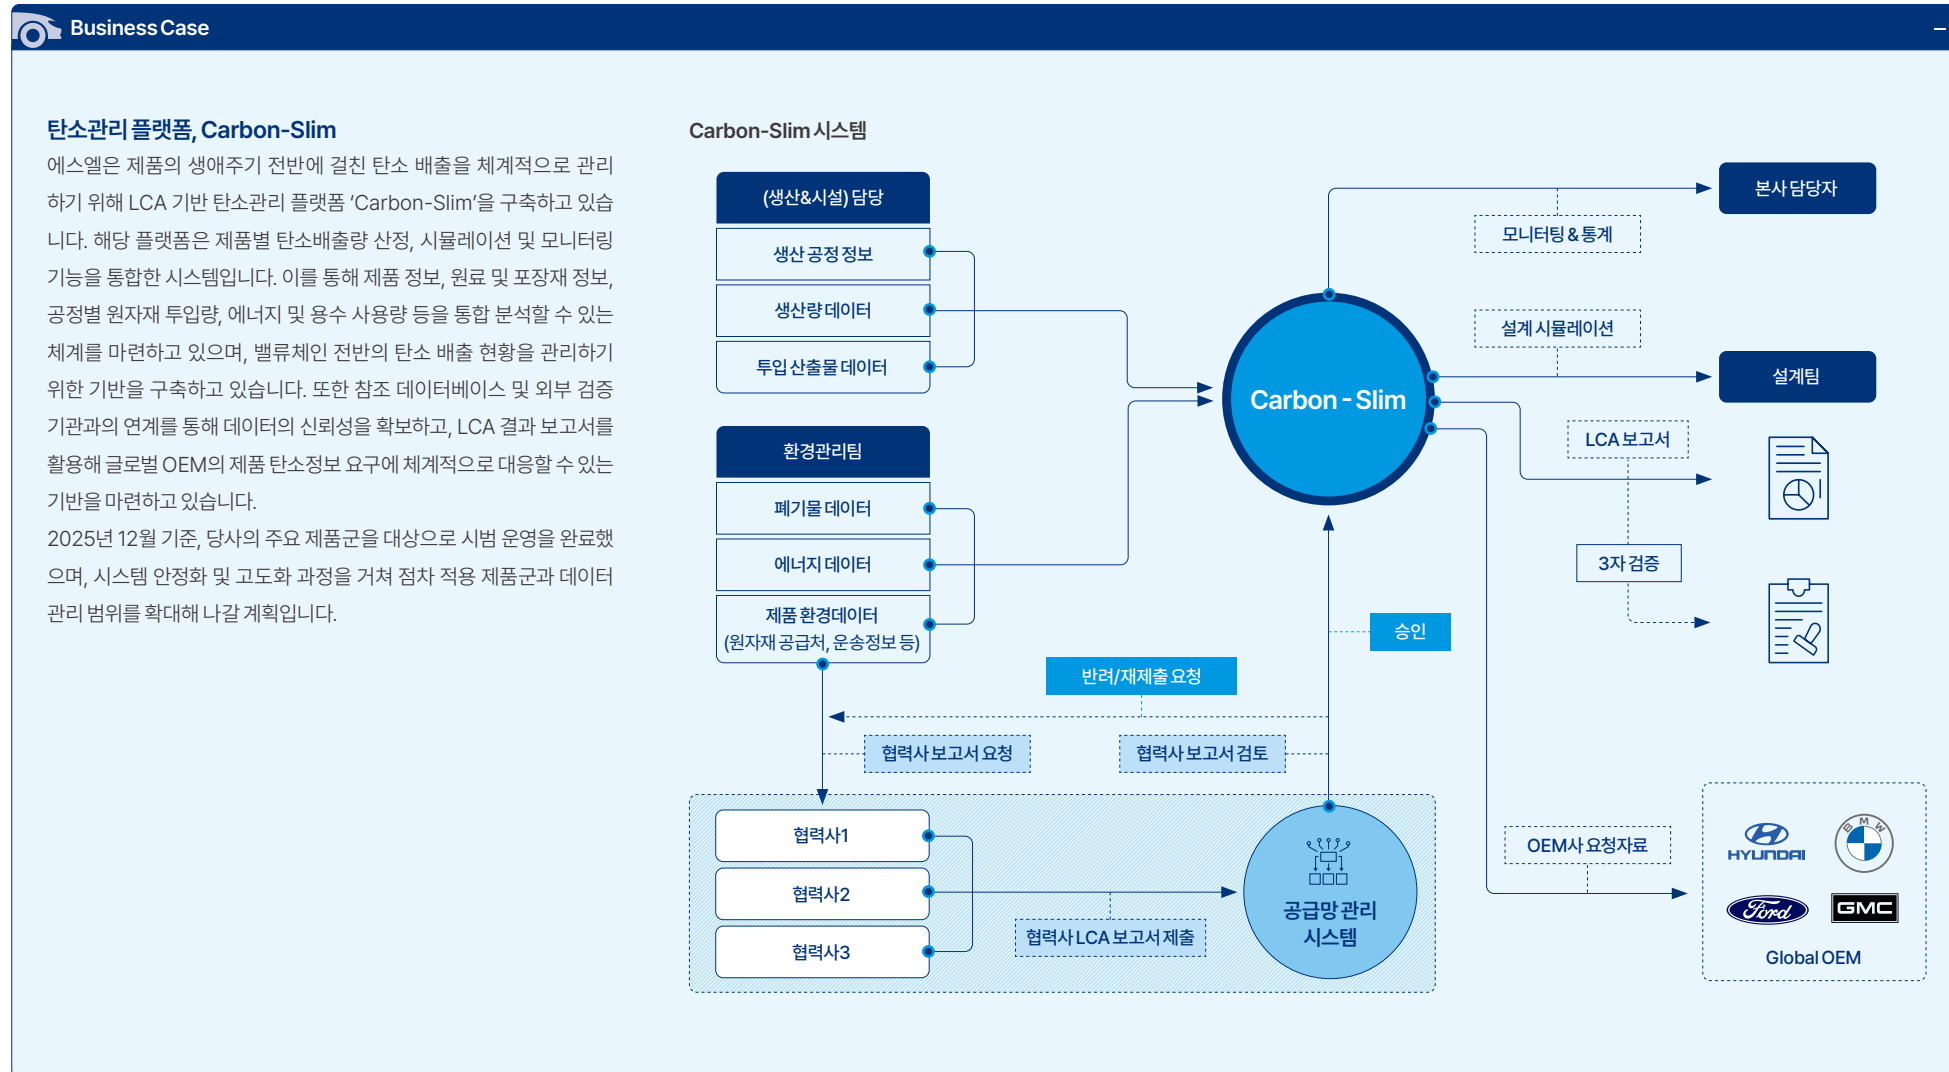 Business Case
탄소관리 플랫폼, Carbon-Slim
에스엘은 제품의 생애주기 전반에 걸친 탄소 배출을 체계적으로 관리
하기 위해 LCA 기반 탄소관리 플랫폼 ‘Carbon-Slim’을 구축하고 있습
니다. 해당 플랫폼은 제품별 탄소배출량 산정, 시뮬레이션 및 모니터링
기능을 통합한 시스템입니다. 이를 통해 제품 정보, 원료 및 포장재 정보,
공정별 원자재 투입량, 에너지 및 용수 사용량 등을 통합 분석할 수 있는
체계를 마련하고 있으며, 밸류체인 전반의 탄소 배출 현황을 관리하기
위한 기반을 구축하고 있습니다. 또한 참조 데이터베이스 및 외부 검증
기관과의 연계를 통해 데이터의 신뢰성을 확보하고, LCA 결과 보고서를
활용해 글로벌 OEM의 제품 탄소정보 요구에 체계적으로 대응할 수 있는
기반을 마련하고 있습니다.
2025년 12월 기준, 당사의 주요 제품군을 대상으로 시범 운영을 완료했
으며, 시스템 안정화 및 고도화 과정을 거쳐 점차 적용 제품군과 데이터
관리 범위를 확대해 나갈 계획입니다.
Carbon-Slim 시스템
(생산&시설) 담당
생산 공정 정보
생산량 데이터
투입 산출물 데이터
환경관리팀
폐기물 데이터
에너지 데이터
제품 환경데이터
(원자재 공급처, 운송정보 등)
Carbon - Slim
본사 담당자
모니터팅 & 통계
설계 시뮬레이션
설계팀
LCA 보고서
3자 검증
승인
반려/재제출 요청
협력사 보고서 요청
협력사 보고서 검토
협력사1
협력사2
협력사3
협력사 LCA 보고서 제출
공급망 관리
시스템
OEM사 요청자료
HYUNDAI
BMW
Ford
GMC
Global OEM